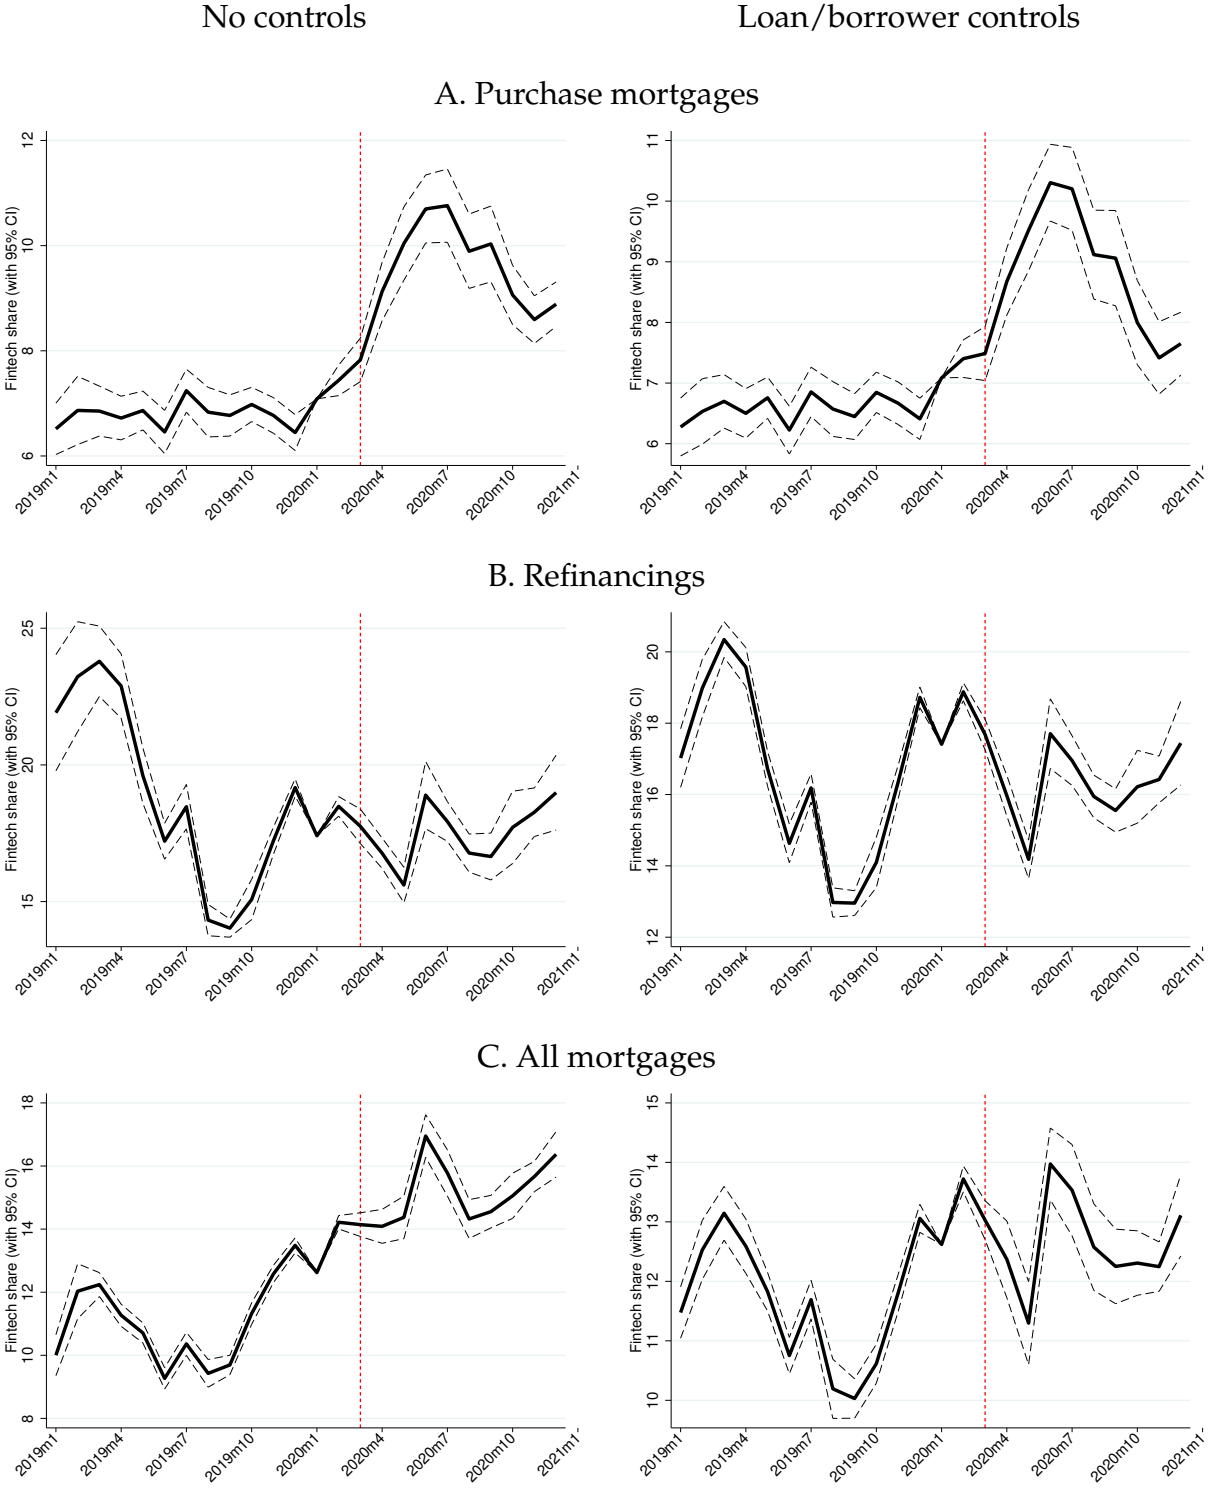 No controls
Loan/borrower controls
A. Purchase mortgages
Fintech share (with 95% CI)
12
10
8
6
2019m1 2019m4 2019m7 2019m10 2020m1 2020m4 2020m7 2020m10 2021m1
Fintech share (with 95% CI)
11
10
9
8
7
6
2019m1 2019m4 2019m7 2019m10 2020m1 2020m4 2020m7 2020m10 2021m1
B. Refinancings
Fintech share (with 95% CI)
25
20
15
2019m1 2019m4 2019m7 2019m10 2020m1 2020m4 2020m7 2020m10 2021m1
Fintech share (with 95% CI)
20
18
16
14
12
2019m1 2019m4 2019m7 2019m10 2020m1 2020m4 2020m7 2020m10 2021m1
C. All mortgages
Fintech share (with 95% CI)
18
16
14
12
10
8
2019m1 2019m4 2019m7 2019m10 2020m1 2020m4 2020m7 2020m10 2021m1
Fintech share (with 95% CI)
15
14
13
12
11
10
2019m1 2019m4 2019m7 2019m10 2020m1 2020m4 2020m7 2020m10 2021m1